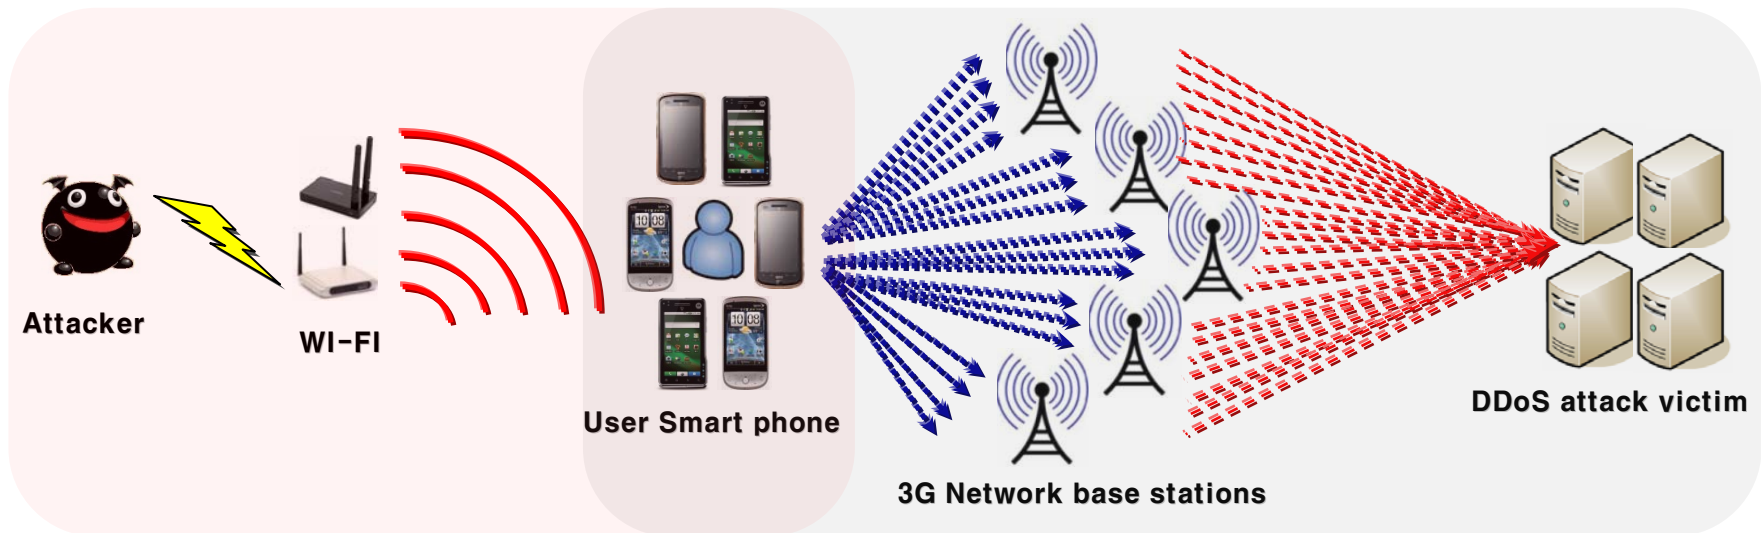 Attacker
WI-FI
User Smart phone
3G Network base stations
DDoS attack victim